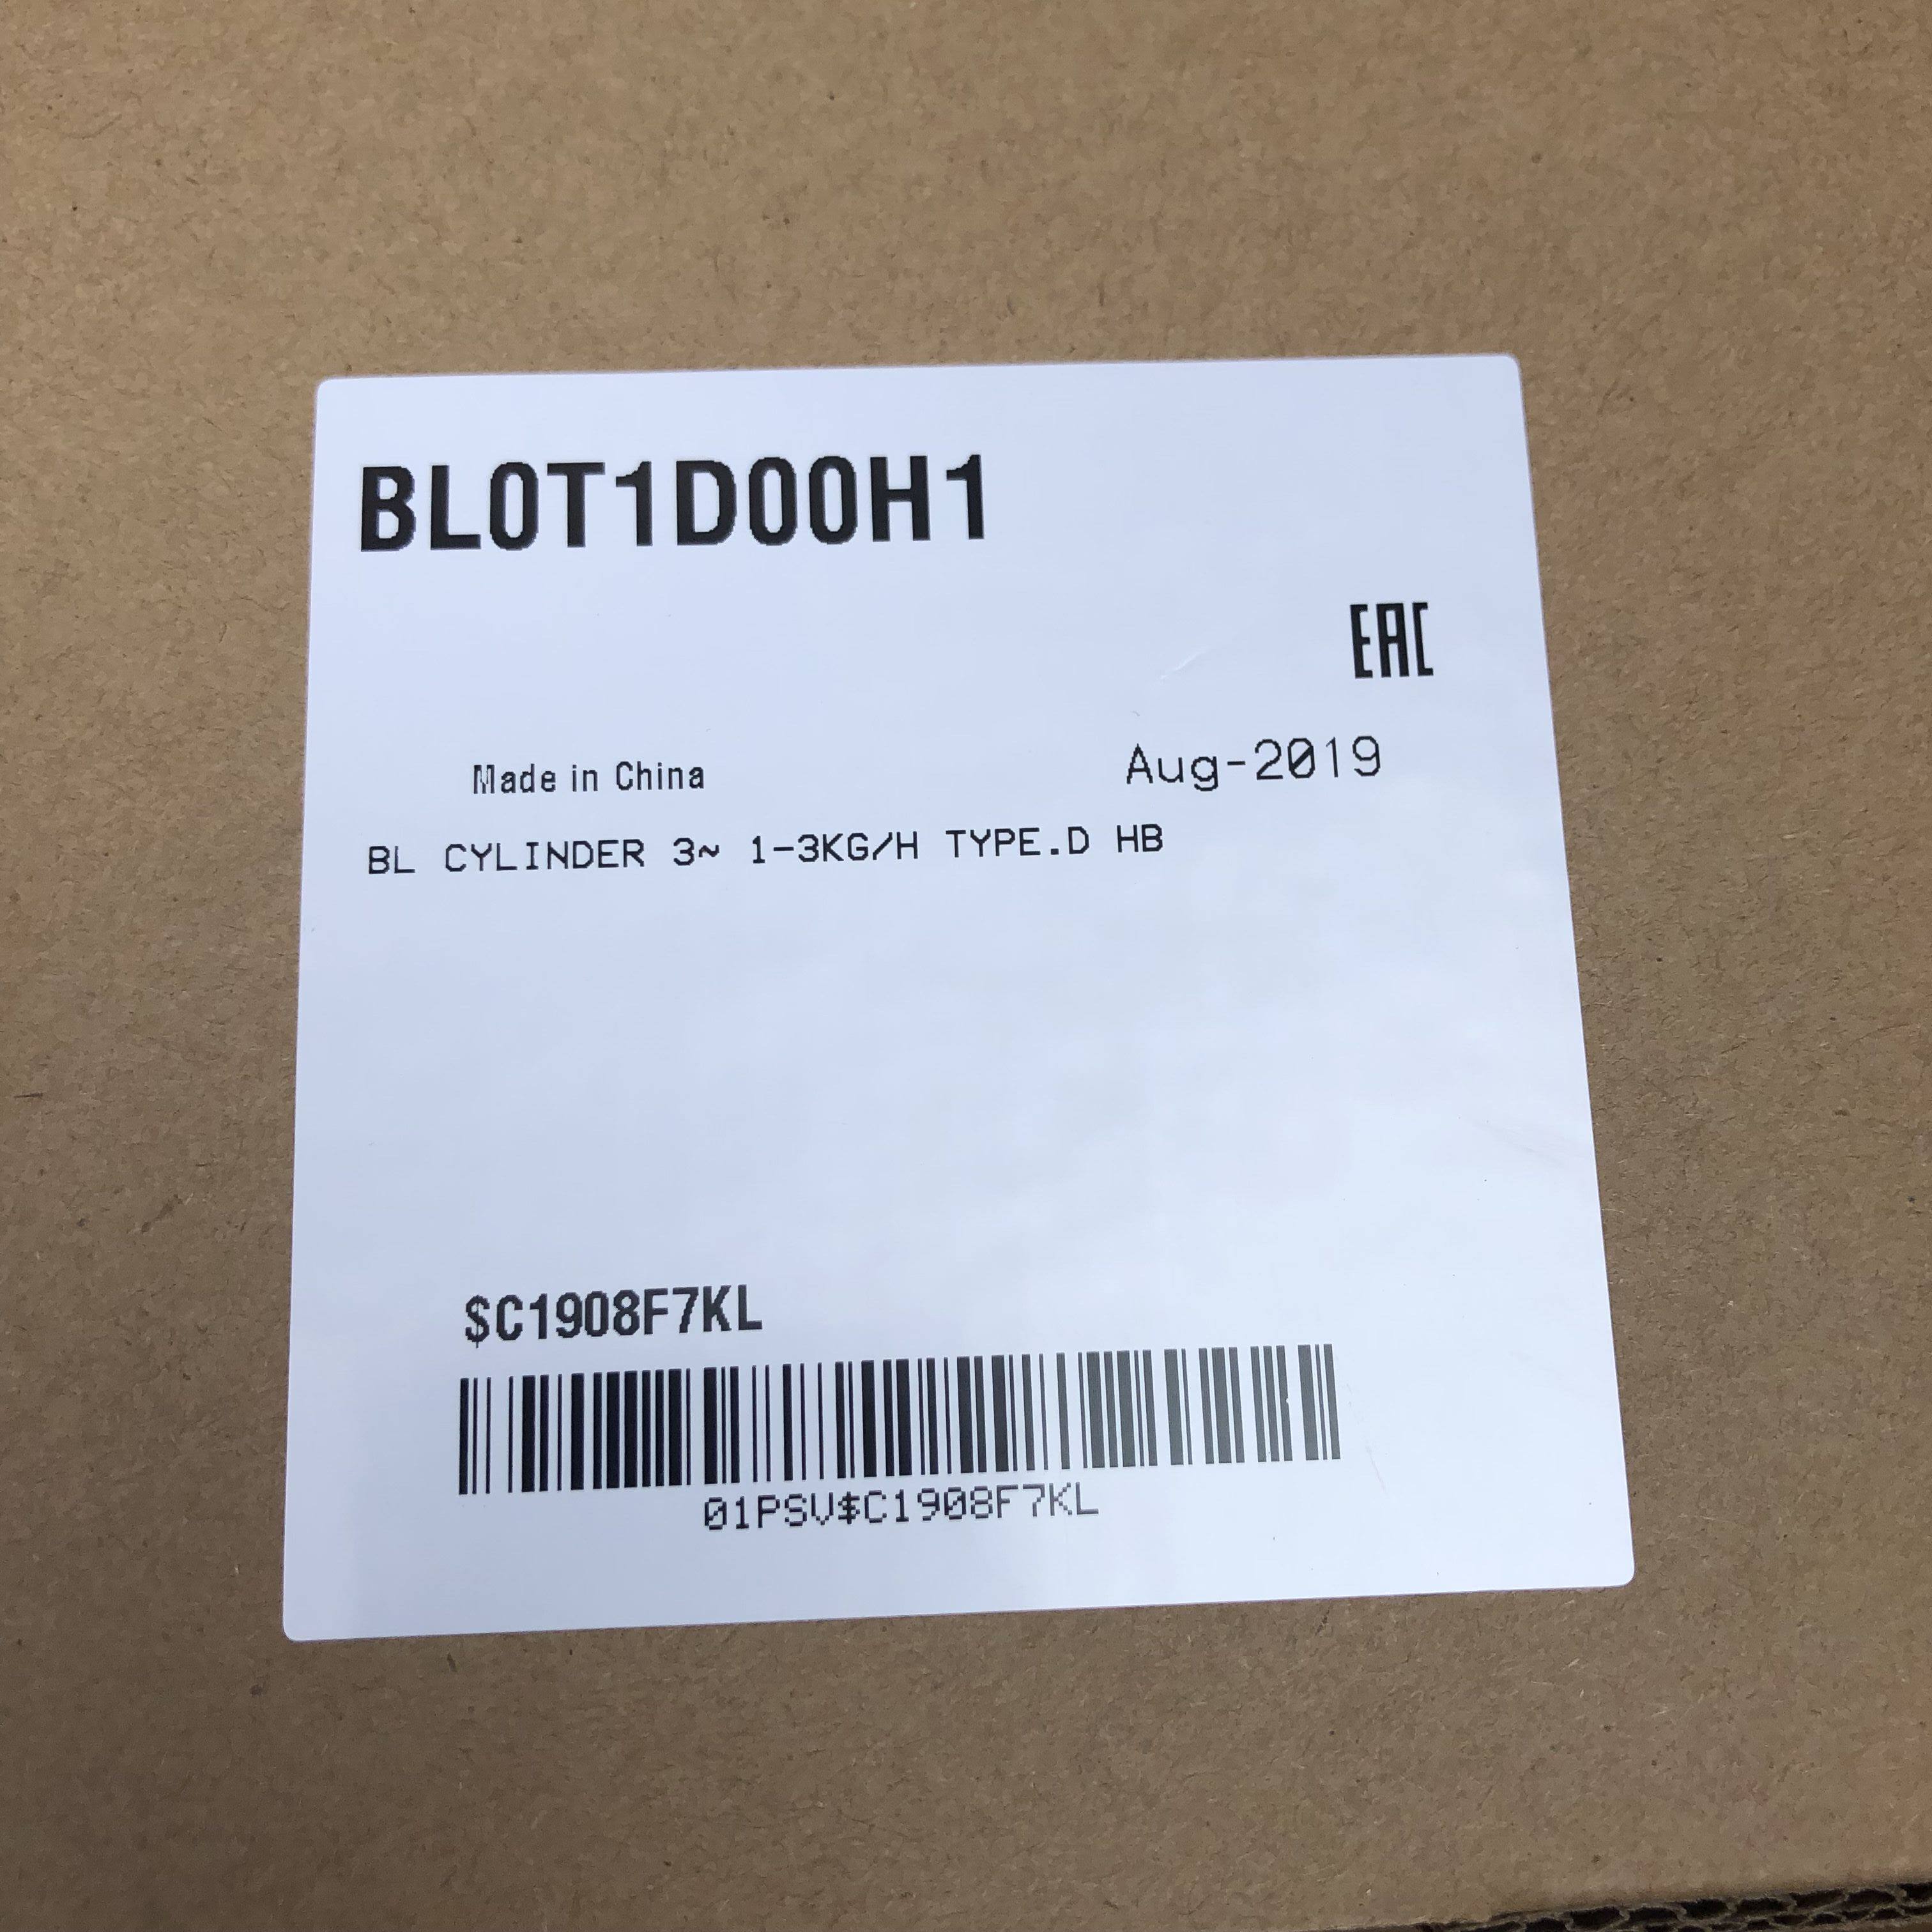 BL0T1D00H1
EAC
Made in China
Aug-2019
BL CYLINDER 3~ 1-3KG/H TYPE.D HB
$C1908F7KL
01PSV$C1908F7KL